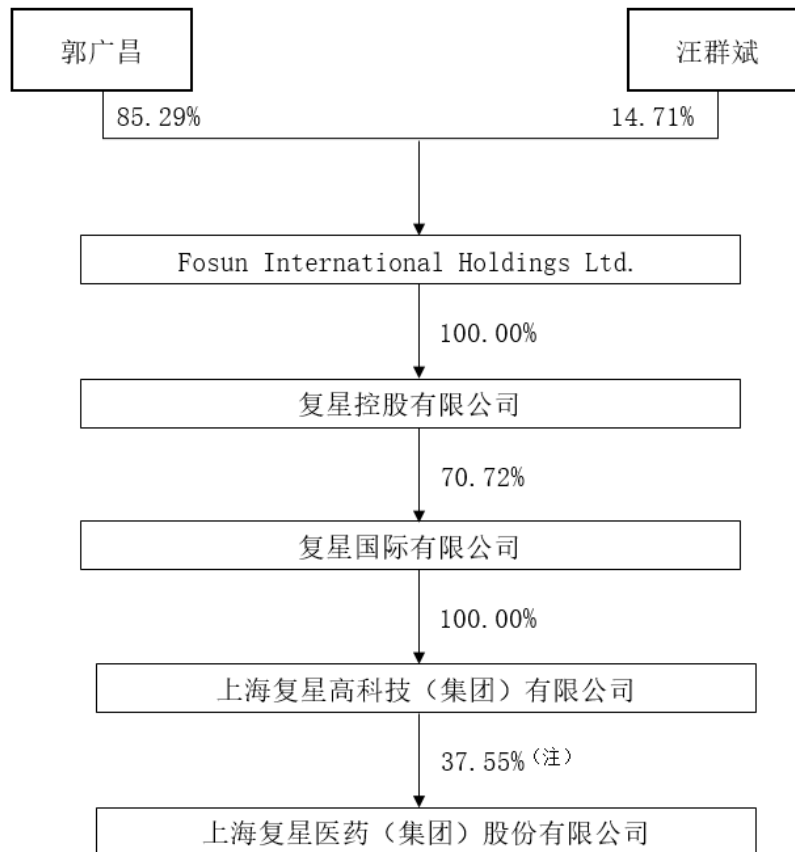 郭广昌
汪群斌
85.29%
14.71%
Fosun International Holdings Ltd.
100.00%
复星控股有限公司
70.72%
复星国际有限公司
100.00%
上海复星高科技（集团）有限公司
37.55%（注）
上海复星医药（集团）股份有限公司